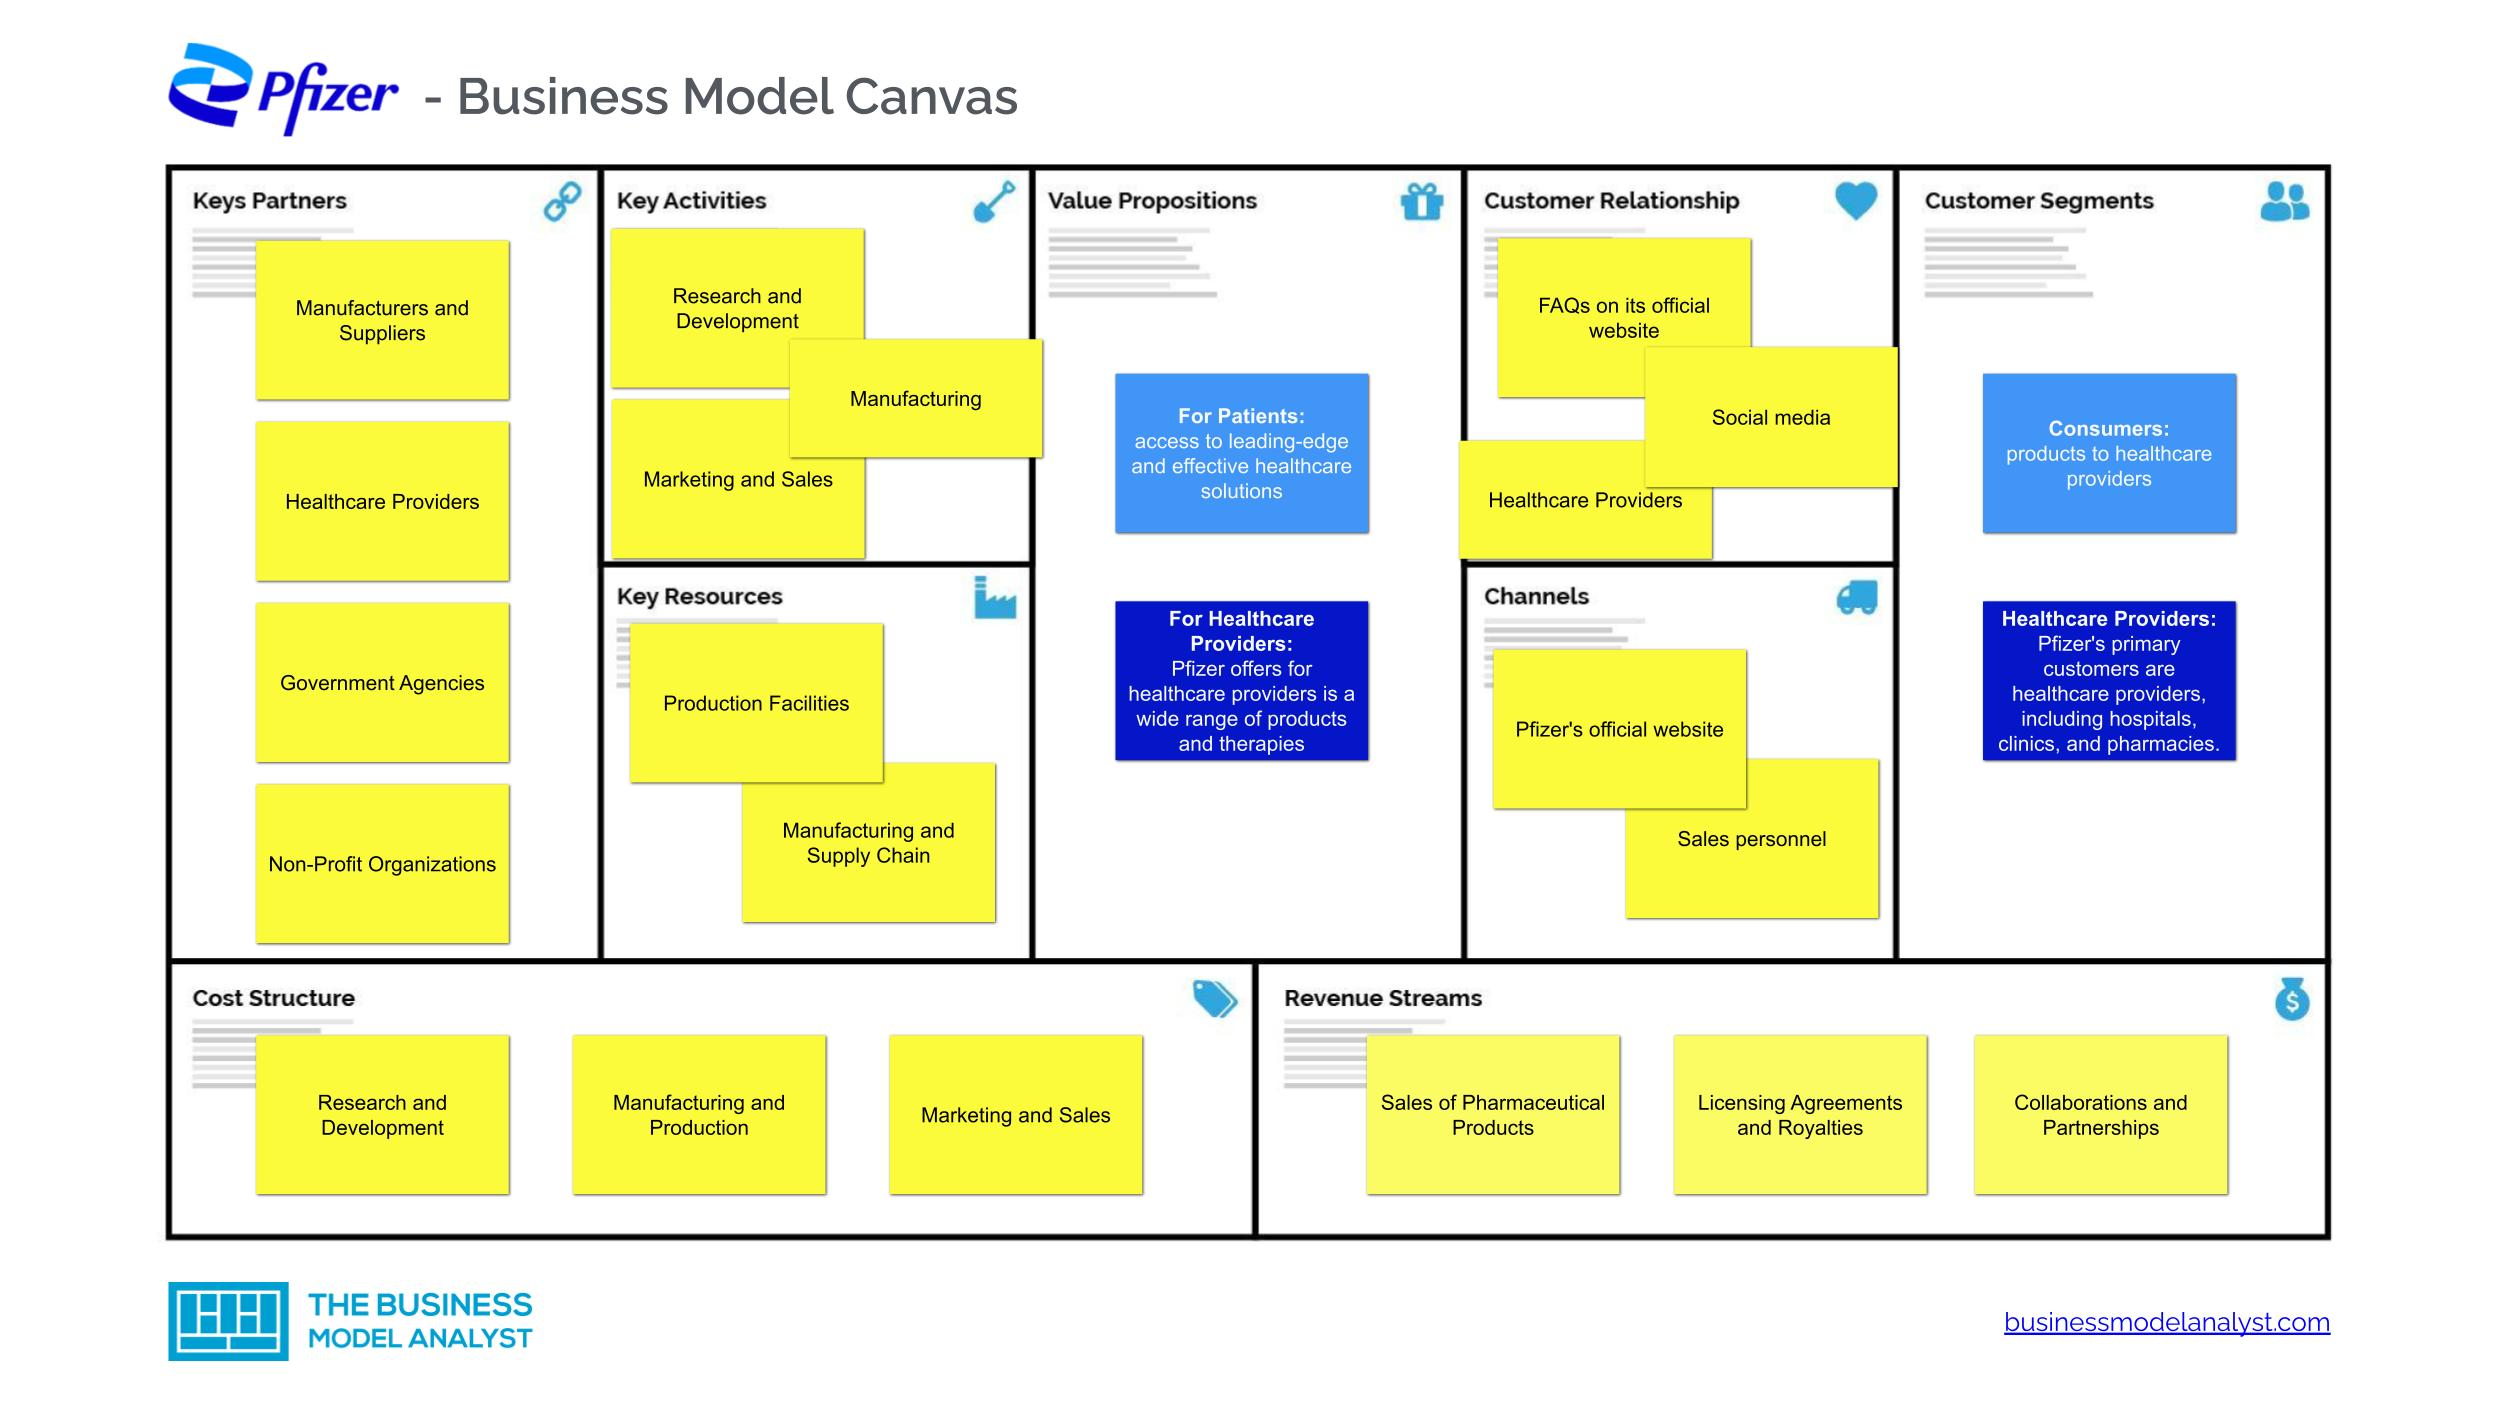 Pfizer - Business Model Canvas
Keys Partners
Manufacturers and
Suppliers
Healthcare Providers
Government Agencies
Non-Profit Organizations
Key Activities
Research and
Development
Manufacturing
Marketing and Sales
Key Resources
Production Facilities
Manufacturing and
Supply Chain
Value Propositions
For Patients:
access to leading-edge
and effective healthcare
solutions
For Healthcare
Providers:
Pfizer offers for
healthcare providers is a
wide range of products
and therapies
Customer Relationship
FAQs on its official
website
Social media
Healthcare Providers
Channels
Pfizer's official website
Sales personnel
Customer Segments
Consumers:
products to healthcare
providers
Healthcare Providers:
Pfizer's primary
customers are
healthcare providers,
including hospitals,
clinics, and pharmacies.
Cost Structure
Research and
Development
Manufacturing and
Production
Marketing and Sales
Revenue Streams
$
Sales of Pharmaceutical
Products
Licensing Agreements
and Royalties
Collaborations and
Partnerships
THE BUSINESS
MODEL ANALYST
businessmodelanalyst.com